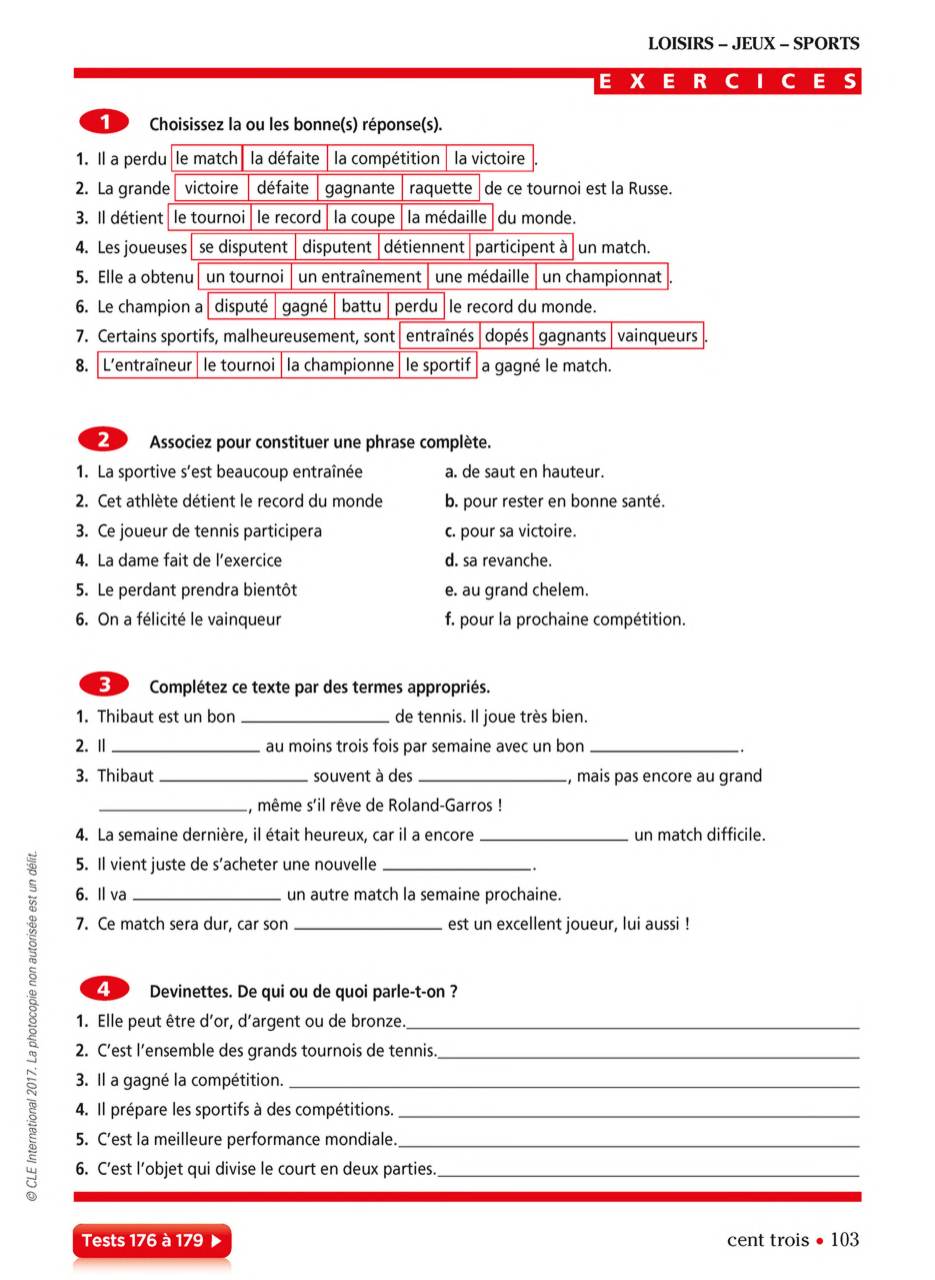 LOISIRS – JEUX – SPORTS
EXERCICES
1 Choisissez la ou les bonne(s) réponse(s).
1. Il a perdu le match la défaite la compétition la victoire .
2. La grande victoire défaite gagnante raquette de ce tournoi est la Russe.
3. Il détient le tournoi le record la coupe la médaille du monde.
4. Les joueuses se disputent disputent détiennent participent à un match.
5. Elle a obtenu un tournoi un entraînement une médaille un championnat .
6. Le champion a disputé gagné battu perdu le record du monde.
7. Certains sportifs, malheureusement, sont entraînés dopés gagnants vainqueurs .
8. L'entraîneur le tournoi la championne le sportif a gagné le match.
2 Associez pour constituer une phrase complète.
1. La sportive s'est beaucoup entraînée a. de saut en hauteur.
2. Cet athlète détient le record du monde b. pour rester en bonne santé.
3. Ce joueur de tennis participera c. pour sa victoire.
4. La dame fait de l'exercice d. sa revanche.
5. Le perdant prendra bientôt e. au grand chelem.
6. On a félicité le vainqueur f. pour la prochaine compétition.
3 Complétez ce texte par des termes appropriés.
1. Thibaut est un bon ________________ de tennis. Il joue très bien.
2. Il ________________ au moins trois fois par semaine avec un bon ________________.
3. Thibaut ________________ souvent à des ________________, mais pas encore au grand
________________, même s'il rêve de Roland-Garros !
4. La semaine dernière, il était heureux, car il a encore ________________ un match difficile.
5. Il vient juste de s'acheter une nouvelle ________________.
6. Il va ________________ un autre match la semaine prochaine.
7. Ce match sera dur, car son ________________ est un excellent joueur, lui aussi !
4 Devinettes. De qui ou de quoi parle-t-on ?
1. Elle peut être d'or, d'argent ou de bronze.________________
2. C'est l'ensemble des grands tournois de tennis.________________
3. Il a gagné la compétition. ________________
4. Il prépare les sportifs à des compétitions. ________________
5. C'est la meilleure performance mondiale.________________
6. C'est l'objet qui divise le court en deux parties.________________
© CLE International 2017. La photocopie non autorisée est un délit.
Tests 176 à 179 ▶
cent trois • 103